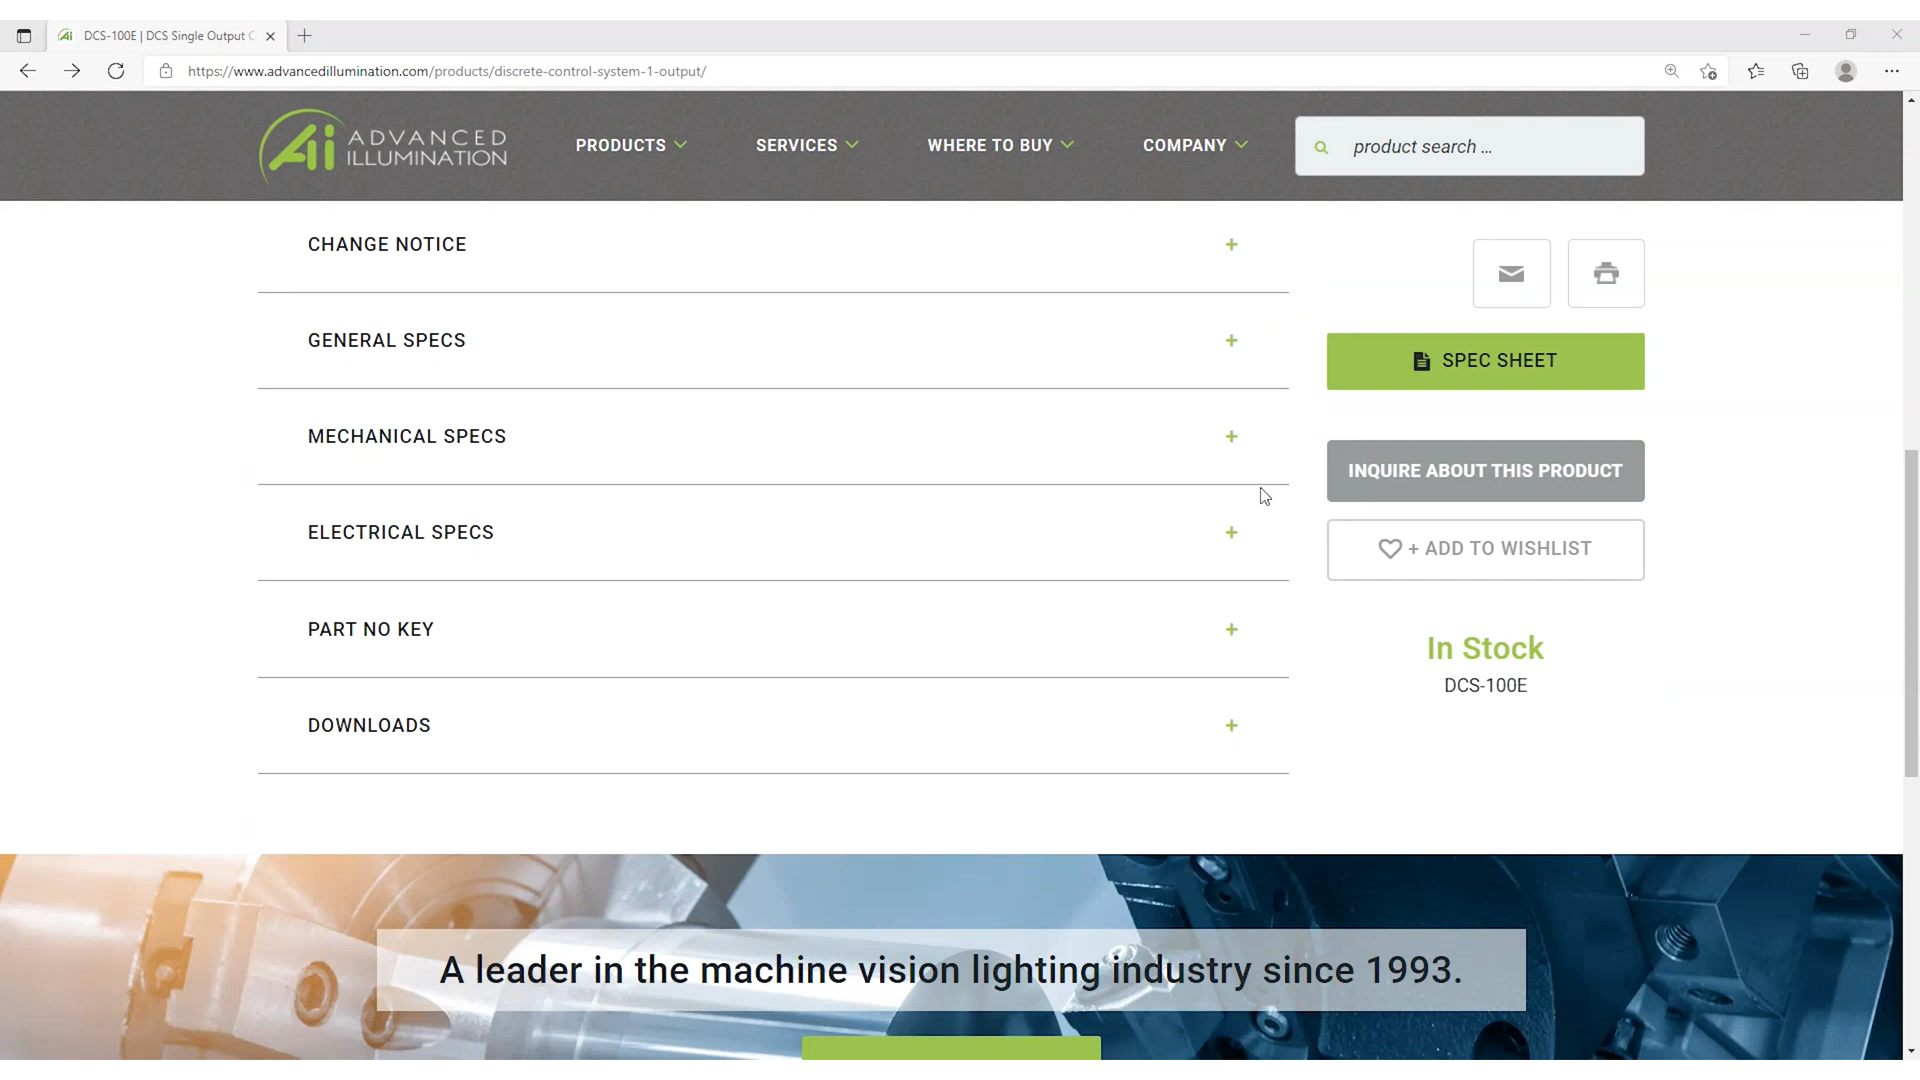 DCS-100E | DCS Single Output C
https://www.advancedillumination.com/products/discrete-control-system-1-output/
Ai ADVANCED
ILLUMINATION
PRODUCTS
SERVICES
WHERE TO BUY
COMPANY
product search ...
CHANGE NOTICE
GENERAL SPECS
MECHANICAL SPECS
ELECTRICAL SPECS
PART NO KEY
DOWNLOADS
SPEC SHEET
INQUIRE ABOUT THIS PRODUCT
+ ADD TO WISHLIST
In Stock
DCS-100E
A leader in the machine vision lighting industry since 1993.